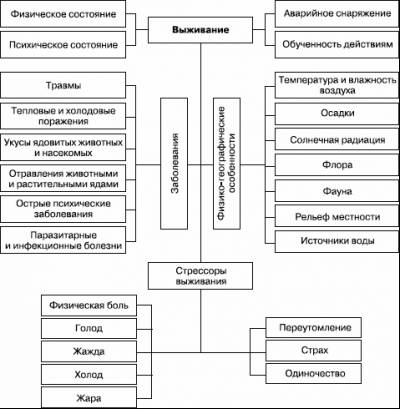 Физическое состояние
Психическое состояние
Выживание
Аварийное снаряжение
Обученность действиям
Травмы
Тепловые и холодовые
поражения
Укусы ядовитых животных
и насекомых
Отравления животными
и растительными ядами
Острые психические
заболевания
Паразитарные
и инфекционные болезни
Заболевания
Физико-географические
особенности
Температура и влажность
воздуха
Осадки
Солнечная радиация
Флора
Фауна
Рельеф местности
Источники воды
Стрессоры
выживания
Физическая боль
Голод
Жажда
Холод
Жара
Переутомление
Страх
Одиночество